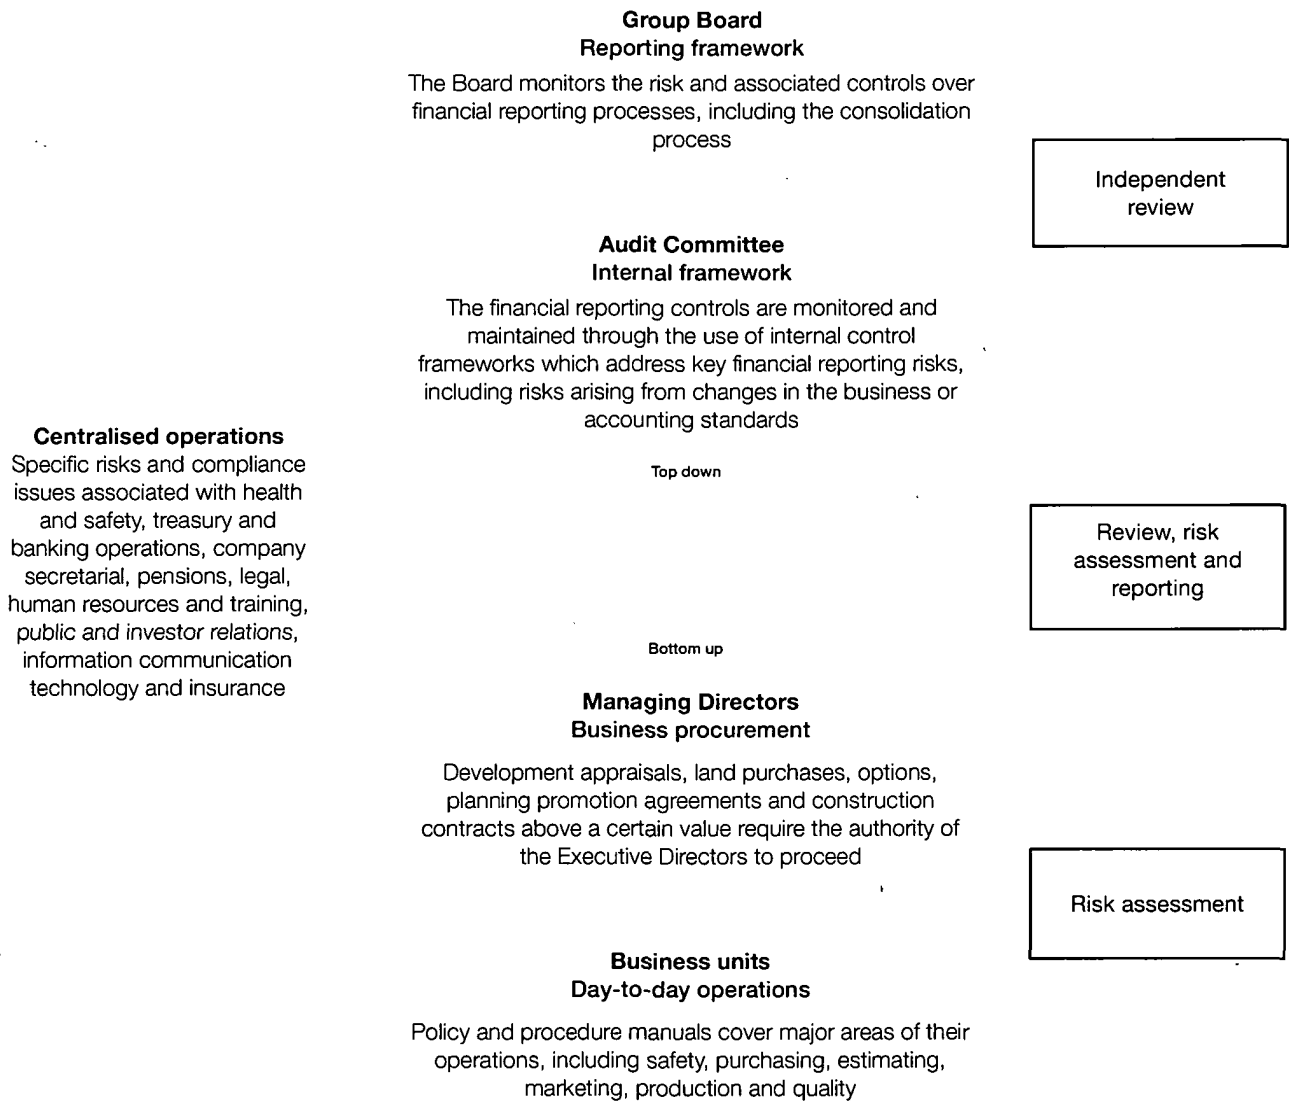 Group Board
Reporting framework
The Board monitors the risk and associated controls over
financial reporting processes, including the consolidation
process
Independent
review
Audit Committee
Internal framework
The financial reporting controls are monitored and
maintained through the use of internal control
frameworks which address key financial reporting risks,
including risks arising from changes in the business or
accounting standards
Centralised operations
Specific risks and compliance
issues associated with health
and safety, treasury and
banking operations, company
secretarial, pensions, legal,
human resources and training,
public and investor relations,
information communication
technology and insurance
Top down
Review, risk
assessment and
reporting
Bottom up
Managing Directors
Business procurement
Development appraisals, land purchases, options,
planning promotion agreements and construction
contracts above a certain value require the authority of
the Executive Directors to proceed
Risk assessment
Business units
Day-to-day operations
Policy and procedure manuals cover major areas of their
operations, including safety, purchasing, estimating,
marketing, production and quality